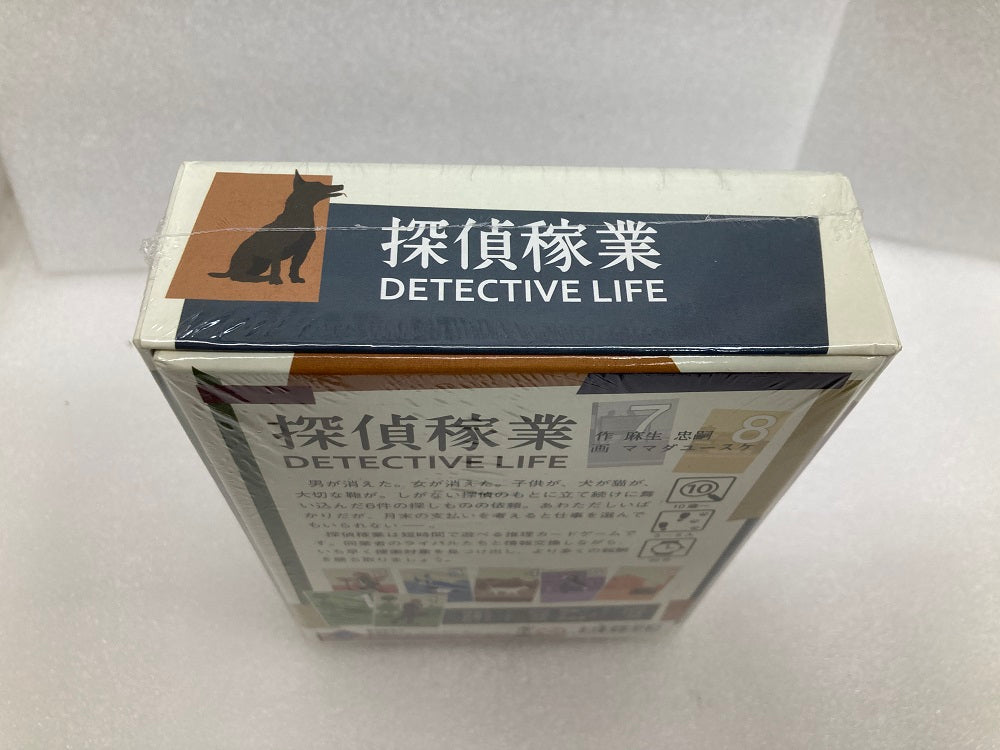 探偵稼業
DETECTIVE LIFE
探偵稼業
DETECTIVE LIFE
7
8
作 麻生 忠嗣
画 ママダユースケ
男が消えた。女が消えた。子供が、犬が猫が、
大切な鞄が。しがない探偵のもとに立て続けに舞
い込んだ6件の探しものの依頼。あわただしいば
かりだが、月末の支払いを考えると仕事を選んで
もいられない——。
探偵稼業は短時間で遊べる推理カードゲームで
す。同業者のライバルたちと情報交換しながら、
いち早く捜索対象を見つけ出し、より多くの報酬
を勝ち取りましょう。
10
10歳〜